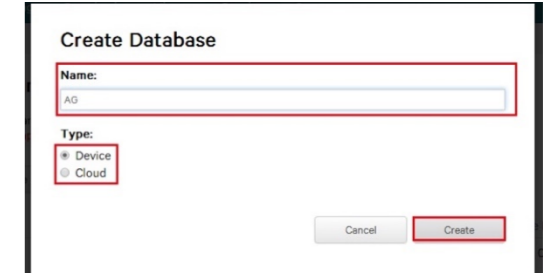 Create Database
Name:
AG
Type:
Device
Cloud
Cancel
Create